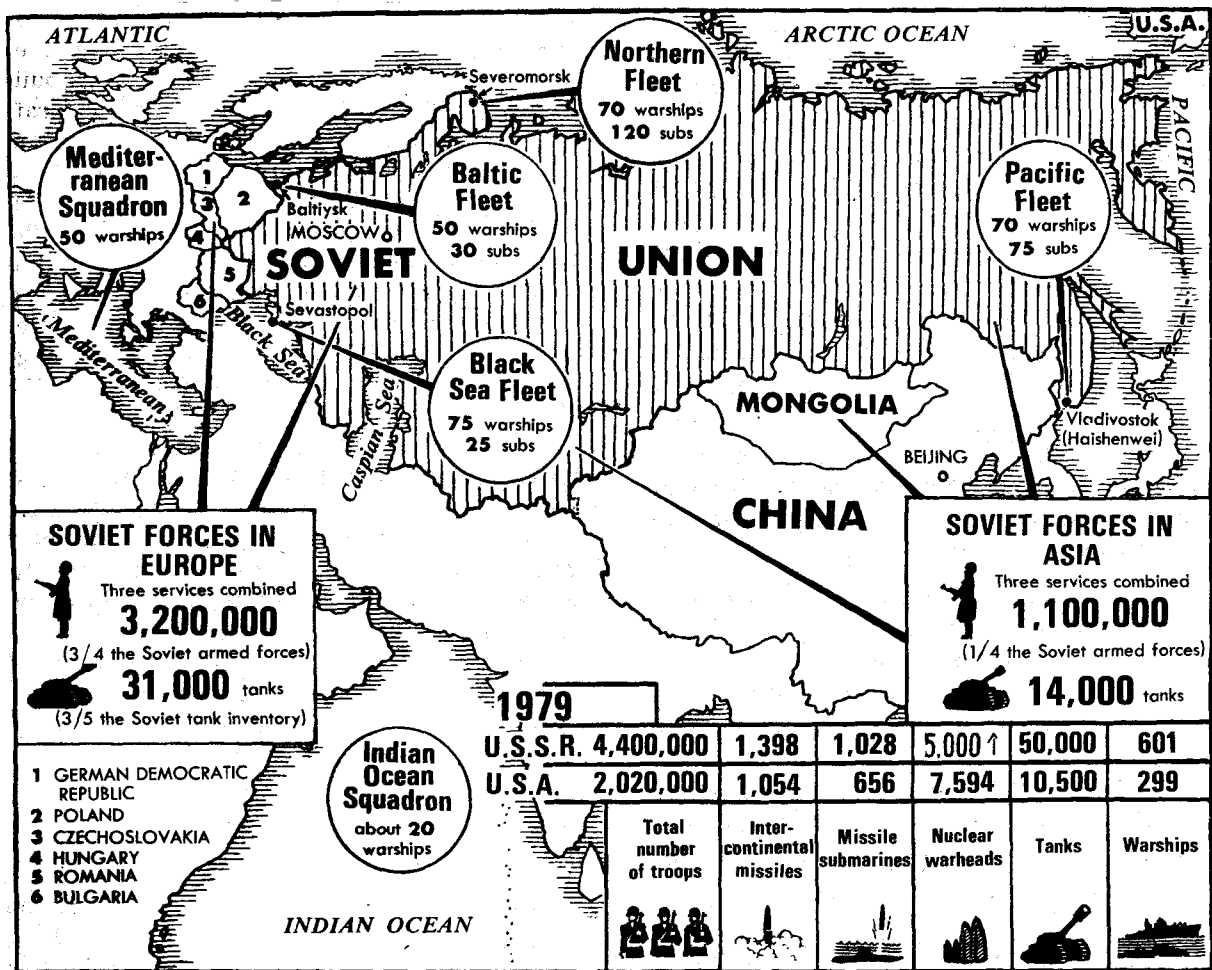 ATLANTIC
ARCTIC OCEAN
U.S.A.
PACIFIC
Northern
Fleet
70 warships
120 subs
Severomorsk
Mediter-
ranean
Squadron
50 warships
Baltic
Fleet
50 warships
30 subs
Pacific
Fleet
70 warships
75 subs
1
2
3
4
5
6
Baltiysk
MOSCOW
SOVIET UNION
Sevastopol
Mediterranean
Black Sea
Caspian Sea
Black
Sea Fleet
75 warships
25 subs
MONGOLIA
Vladivostok
(Haishenwei)
BEIJING
CHINA
SOVIET FORCES IN
EUROPE
Three services combined
3,200,000
(3/4 the Soviet armed forces)
31,000 tanks
(3/5 the Soviet tank inventory)
SOVIET FORCES IN
ASIA
Three services combined
1,100,000
(1/4 the Soviet armed forces)
14,000 tanks
1 GERMAN DEMOCRATIC
REPUBLIC
2 POLAND
3 CZECHOSLOVAKIA
4 HUNGARY
5 ROMANIA
6 BULGARIA
Indian
Ocean
Squadron
about 20
warships
INDIAN OCEAN
1979
U.S.S.R. 4,400,000 1,398 1,028 5,000↑ 50,000 601
U.S.A. 2,020,000 1,054 656 7,594 10,500 299
Total
number
of troops
Inter-
continental
missiles
Missile
submarines
Nuclear
warheads
Tanks
Warships